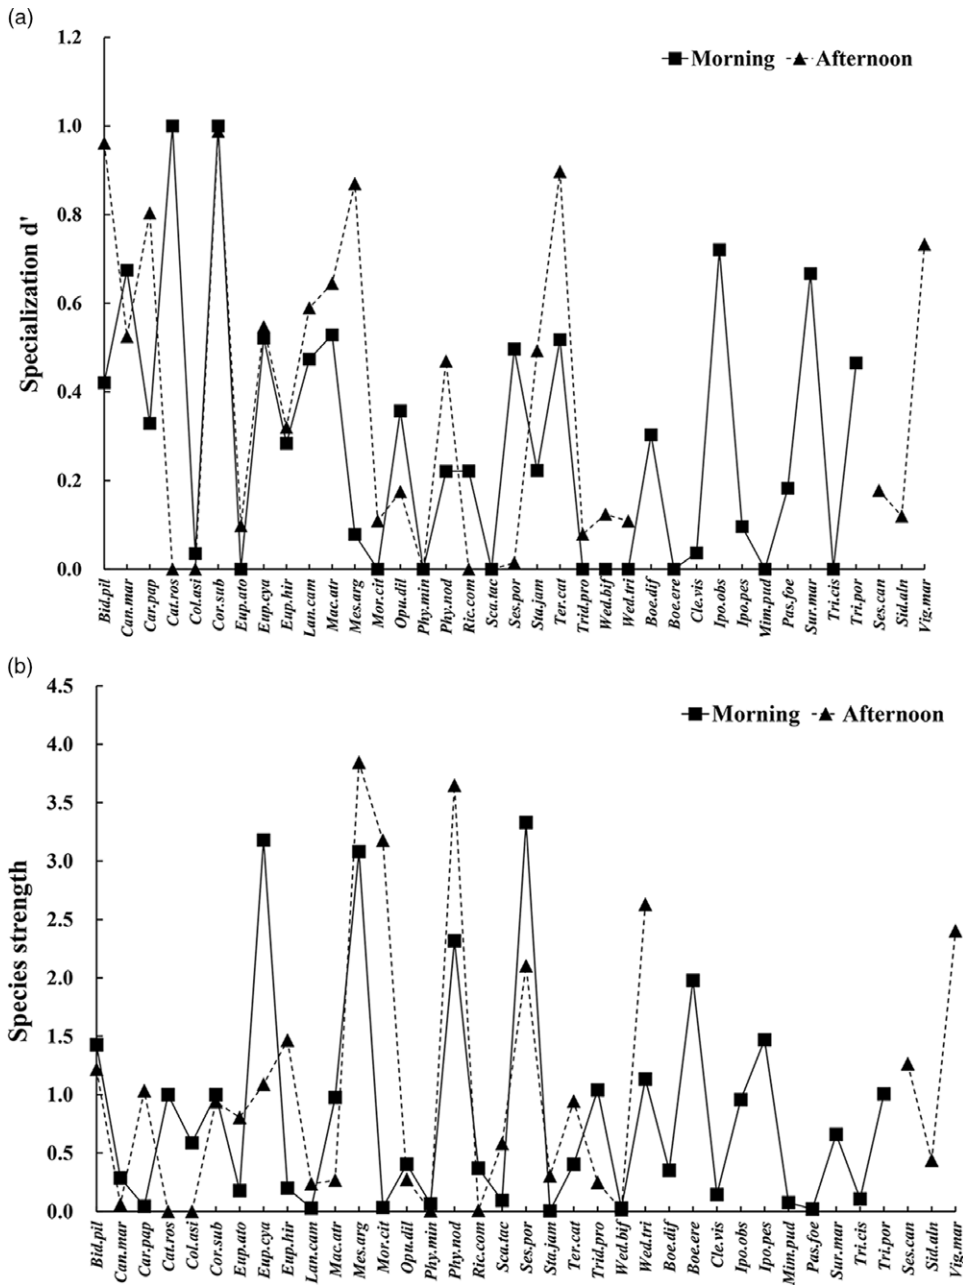 (a)
1.2
Morning
Afternoon
1.0
0.8
0.6
0.4
0.2
0.0
Specialization d'
Bid.pil
Can.mar
Car.pap
Cat.ros
Col.asi
Cor.sub
Eup.ato
Eup.cya
Eup.hir
Lan.cam
Mac.atr
Mes.arg
Mor.cit
Opu.dil
Phy.min
Phy.nod
Ric.com
Sca.tac
Ses.por
Sta.jam
Ter.cat
Trid.pro
Wed.bif
Wed.tri
Boe.dif
Boe.ere
Cle.vis
Ipo.obs
Ipo.pes
Mim.pud
Pas.foe
Sur.mar
Tri.cis
Tri.por
Ses.can
Sid.aln
Vig.mar
(b)
4.5
Morning
Afternoon
4.0
3.5
3.0
2.5
2.0
1.5
1.0
0.5
0.0
Species strength
Bid.pil
Can.mar
Car.pap
Cat.ros
Col.asi
Cor.sub
Eup.ato
Eup.cya
Eup.hir
Lan.cam
Mac.atr
Mes.arg
Mor.cit
Opu.dil
Phy.min
Phy.nod
Ric.com
Sca.tac
Ses.por
Sta.jam
Ter.cat
Trid.pro
Wed.bif
Wed.tri
Boe.dif
Boe.ere
Cle.vis
Ipo.obs
Ipo.pes
Mim.pud
Pas.foe
Sur.mar
Tri.cis
Tri.por
Ses.can
Sid.aln
Vig.mar